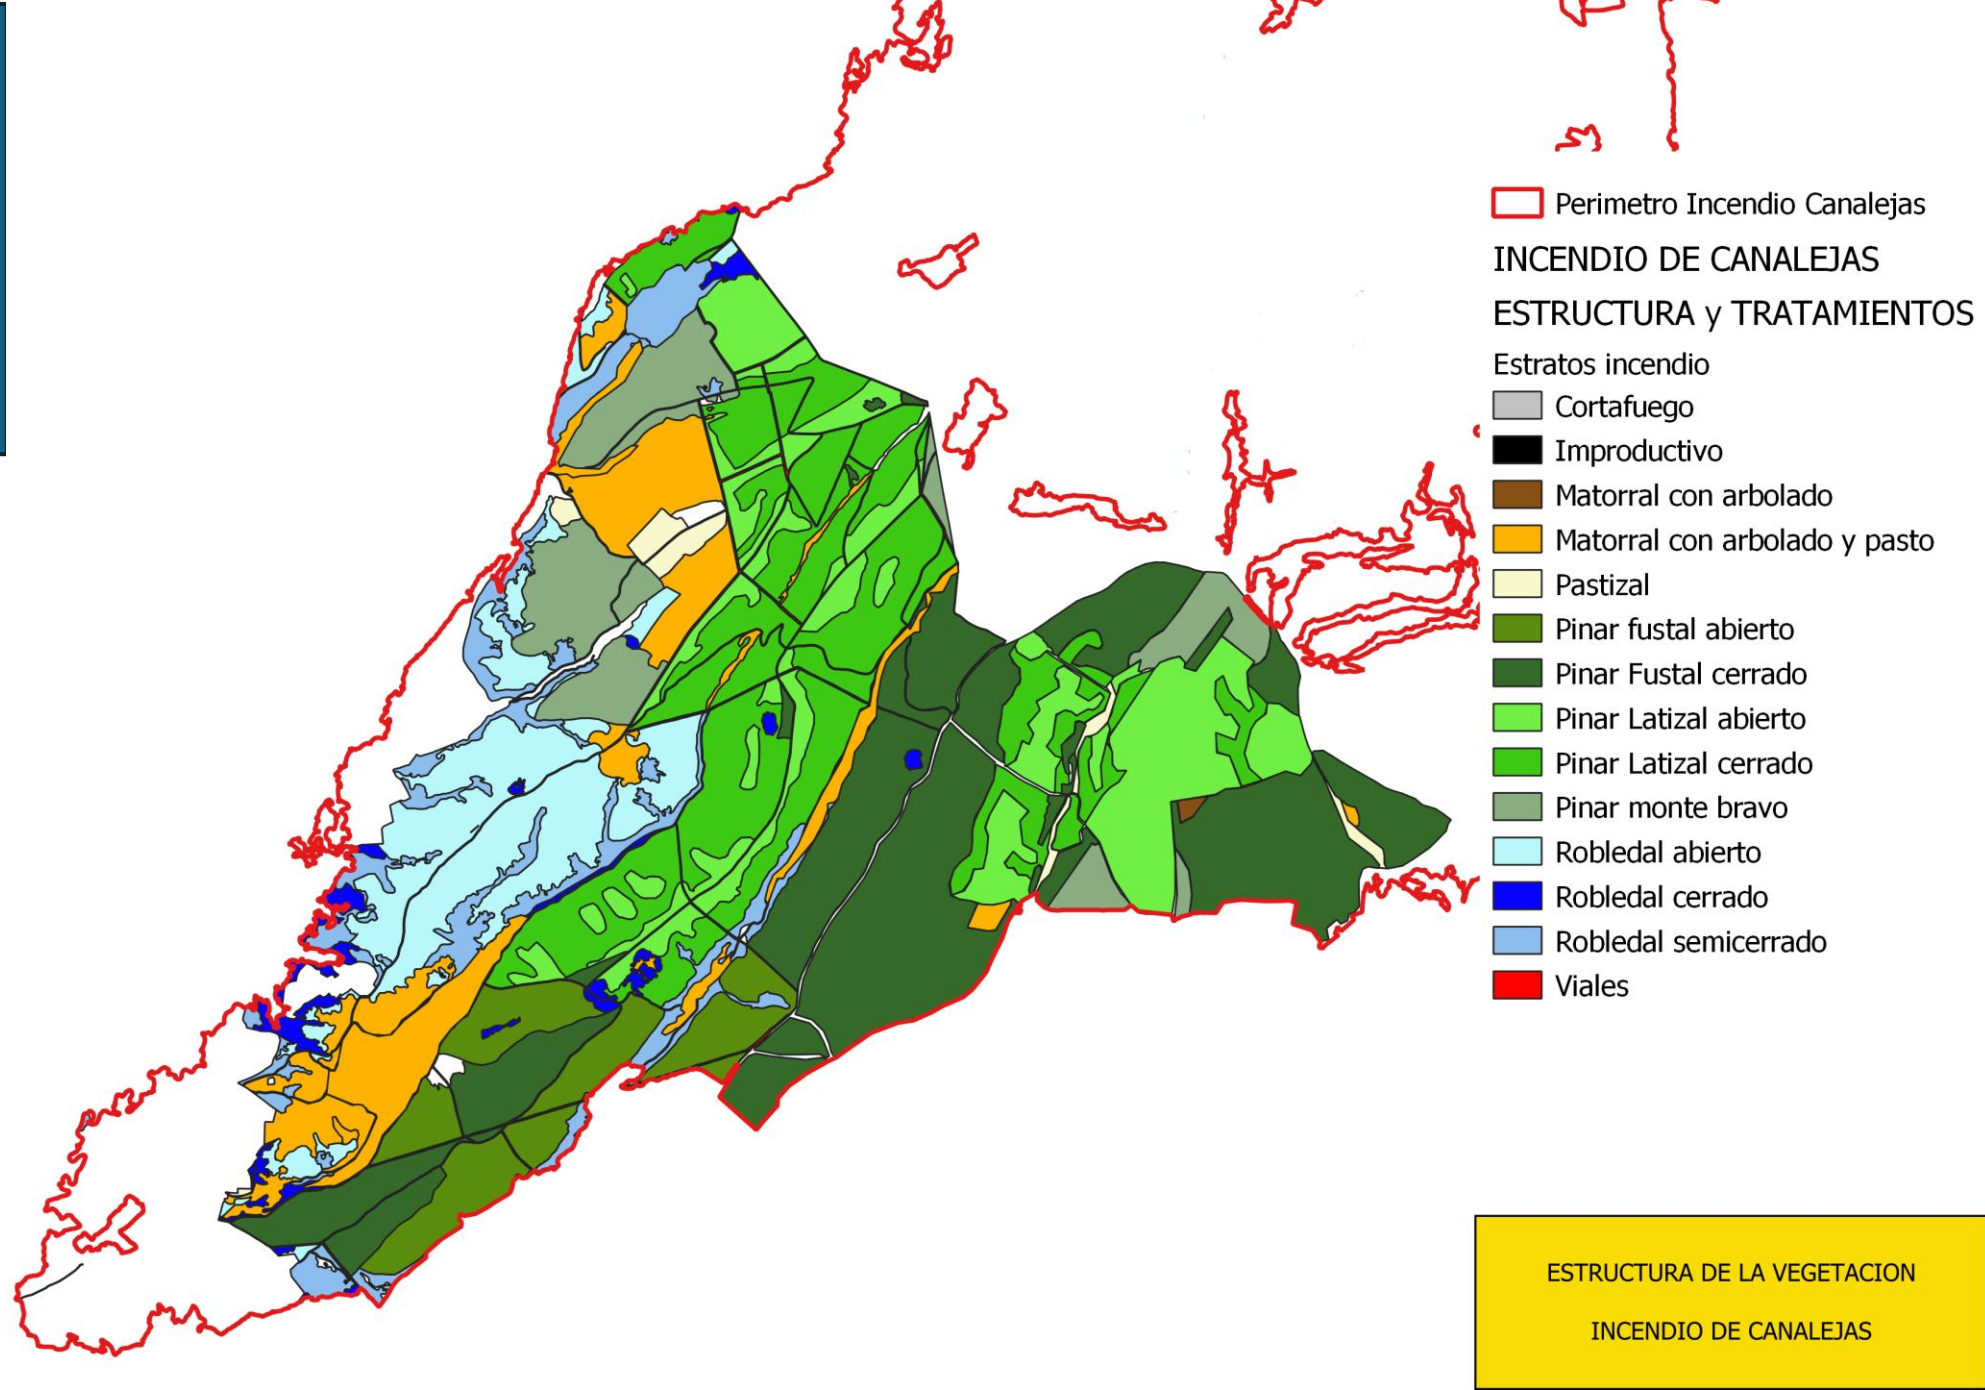 Perimetro Incendio Canalejas
INCENDIO DE CANALEJAS
ESTRUCTURA y TRATAMIENTOS
Estratos incendio
Cortafuego
Improductivo
Matorral con arbolado
Matorral con arbolado y pasto
Pastizal
Pinar fustal abierto
Pinar Fustal cerrado
Pinar Latizal abierto
Pinar Latizal cerrado
Pinar monte bravo
Robledal abierto
Robledal cerrado
Robledal semicerrado
Viales
ESTRUCTURA DE LA VEGETACION
INCENDIO DE CANALEJAS